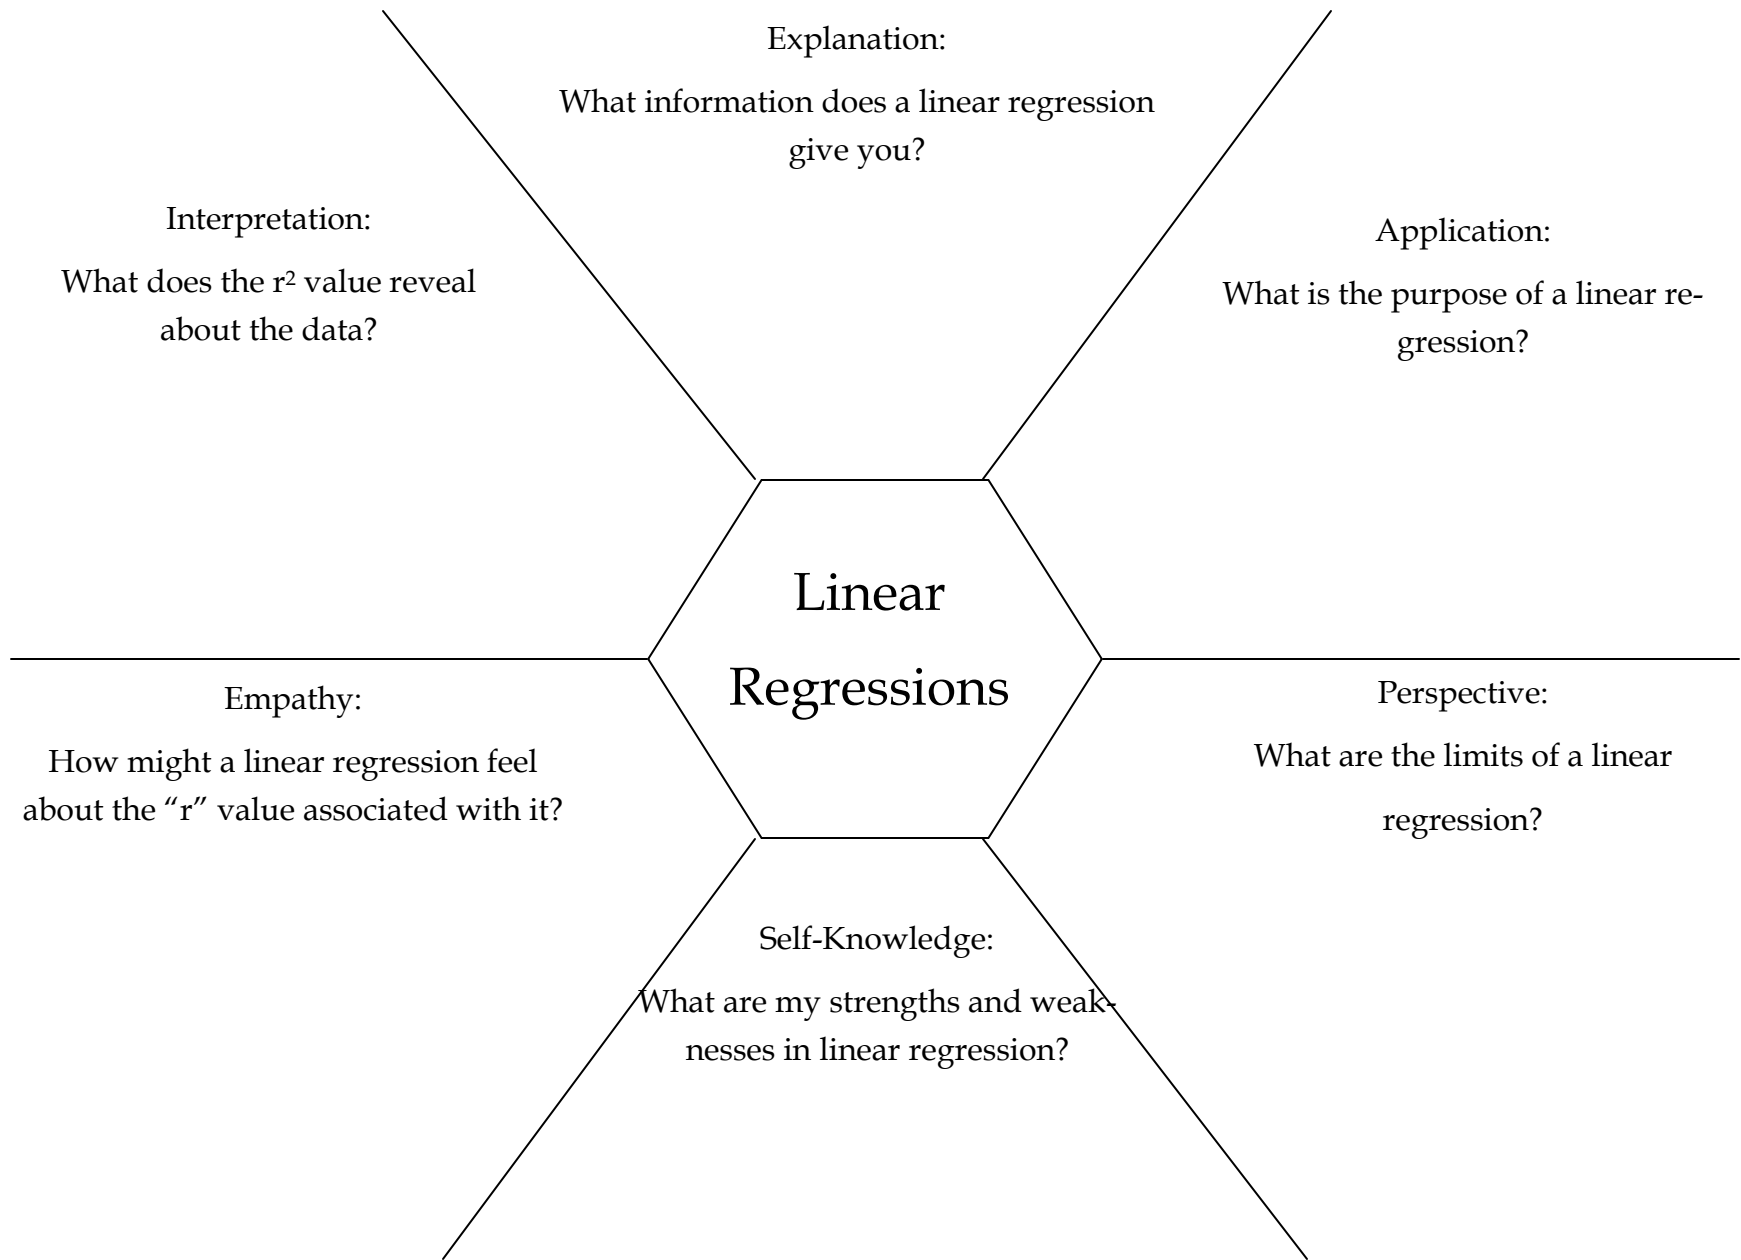 Explanation:
What information does a linear regression
give you?
Interpretation:
What does the r² value reveal
about the data?
Application:
What is the purpose of a linear re-
gression?
Linear
Regressions
Empathy:
How might a linear regression feel
about the “r” value associated with it?
Perspective:
What are the limits of a linear
regression?
Self-Knowledge:
What are my strengths and weak-
nesses in linear regression?